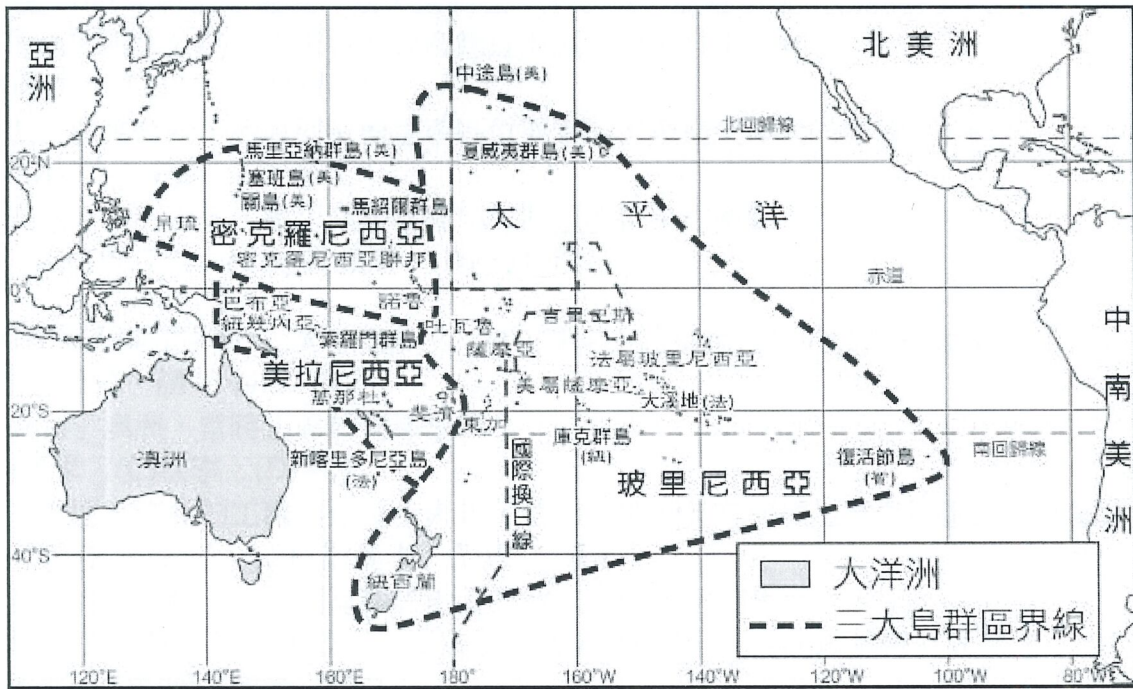 亞洲
北美洲
中途島(美)
北回歸線
馬里亞納群島(美)
夏威夷群島(美)
20°N
塞班島(美)
關島(美)
馬紹爾群島
太平洋
帛琉
密克羅尼西亞
密克羅尼西亞聯邦
赤道
0°
諾魯
巴布亞
紐幾內亞
吐瓦魯
吉里巴斯
中南美洲
索羅門群島
薩摩亞
法屬玻里尼西亞
美拉尼西亞
美屬薩摩亞
萬那杜
大溪地(法)
斐濟
20°S
東加
庫克群島
(紐)
澳洲
新喀里多尼亞島
(法)
國際換日線
玻里尼西亞
復活節島
(智)
南回歸線
40°S
紐西蘭
大洋洲
三大島群區界線
120°E
140°E
160°E
180°
160°W
140°W
120°W
100°W
80°W